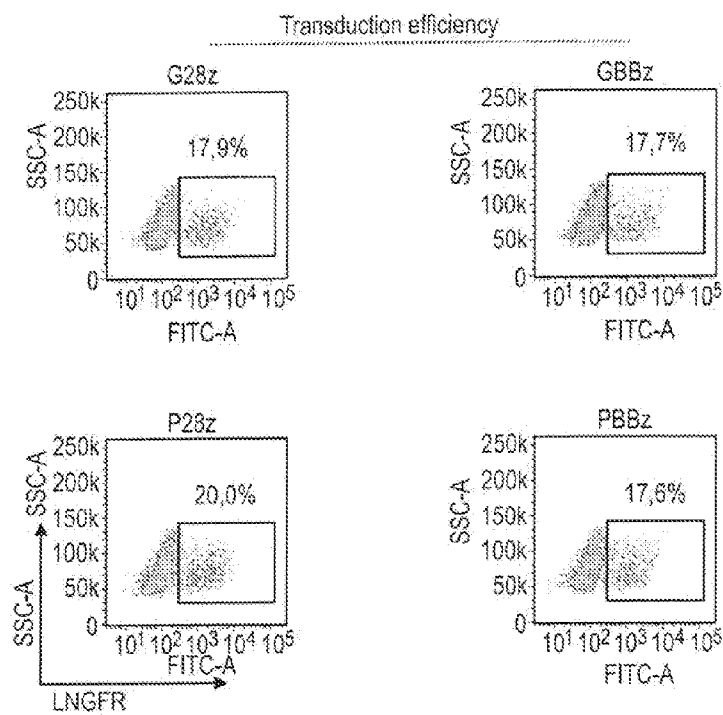 Transduction efficiency
G28z
SSC-A
250k
200k
150k
100k
50k
0
17,9%
10¹ 10² 10³ 10⁴ 10⁵
FITC-A
GBBz
SSC-A
250k
200k
150k
100k
50k
0
17,7%
10¹ 10² 10³ 10⁴ 10⁵
FITC-A
P28z
SSC-A
250k
200k
150k
100k
50k
0
20,0%
10¹ 10² 10³ 10⁴ 10⁵
FITC-A
SSC-A
LNGFR
PBBz
SSC-A
250k
200k
150k
100k
50k
0
17,6%
10¹ 10² 10³ 10⁴ 10⁵
FITC-A